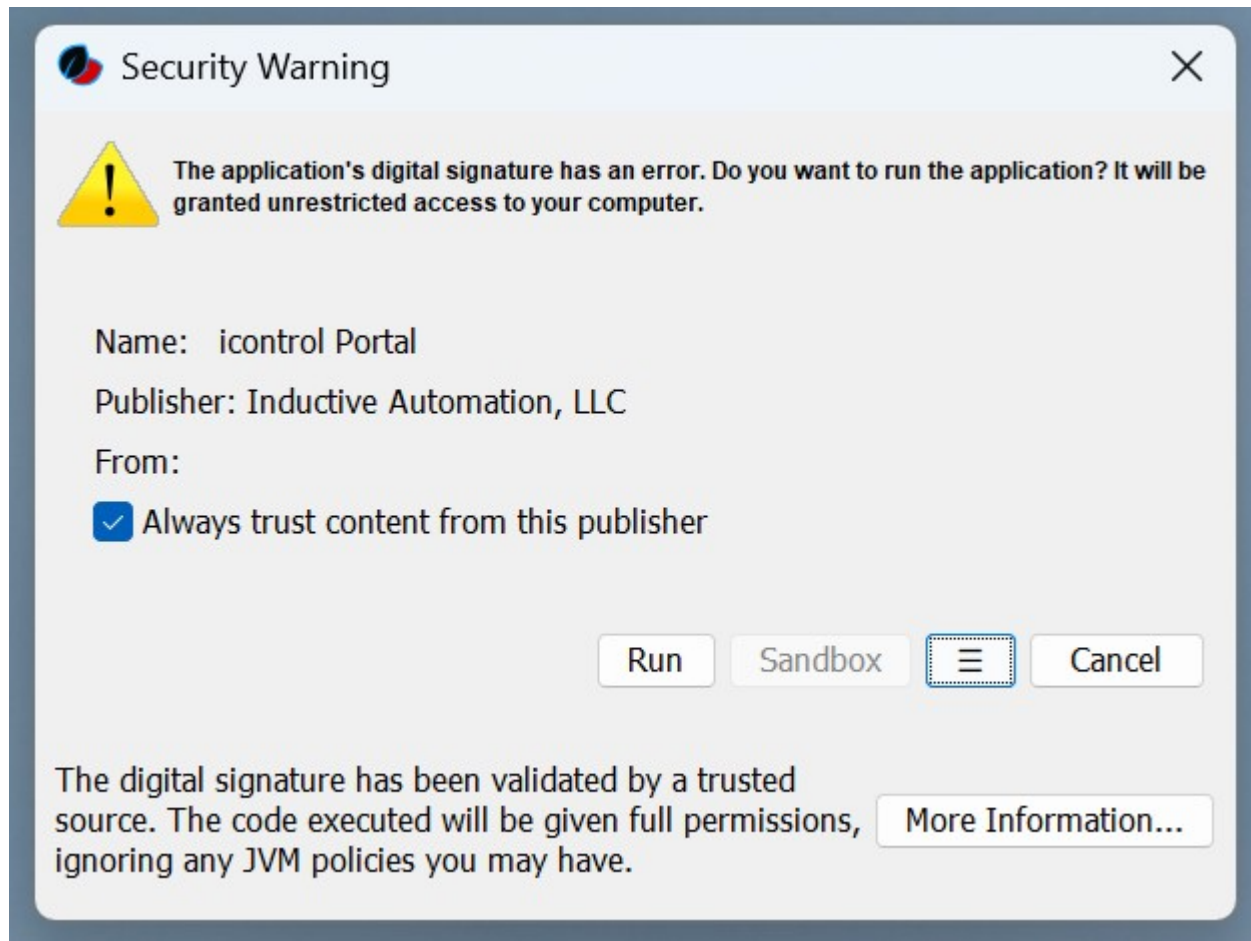 Security Warning
The application's digital signature has an error. Do you want to run the application? It will be
granted unrestricted access to your computer.
Name: icontrol Portal
Publisher: Inductive Automation, LLC
From:
Always trust content from this publisher
Run Sandbox ☰ Cancel
The digital signature has been validated by a trusted
source. The code executed will be given full permissions,
ignoring any JVM policies you may have.
More Information...